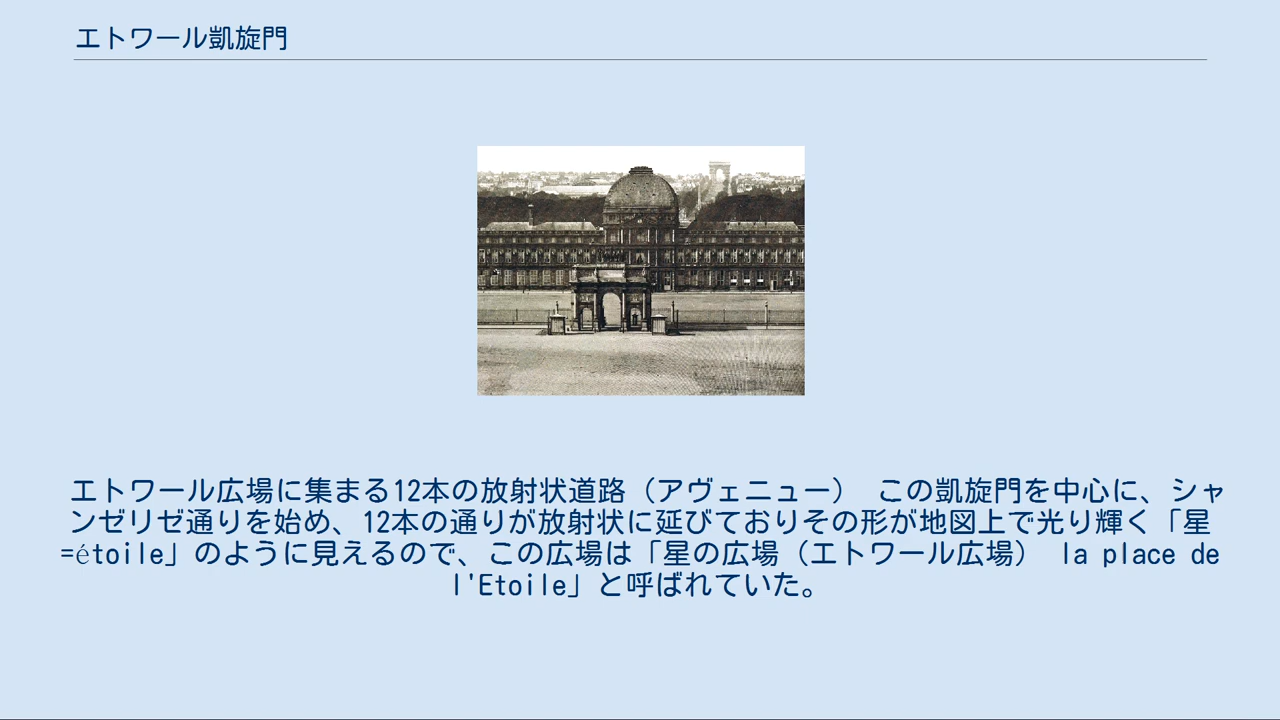 エトワール凱旋門
エトワール広場に集まる12本の放射状道路（アヴェニュー） この凱旋門を中心に、シャ
ンゼリゼ通りを始め、12本の通りが放射状に延びておりその形が地図上で光り輝く「星
=étoile」のように見えるので、この広場は「星の広場（エトワール広場） la place de
l'Etoile」と呼ばれていた。